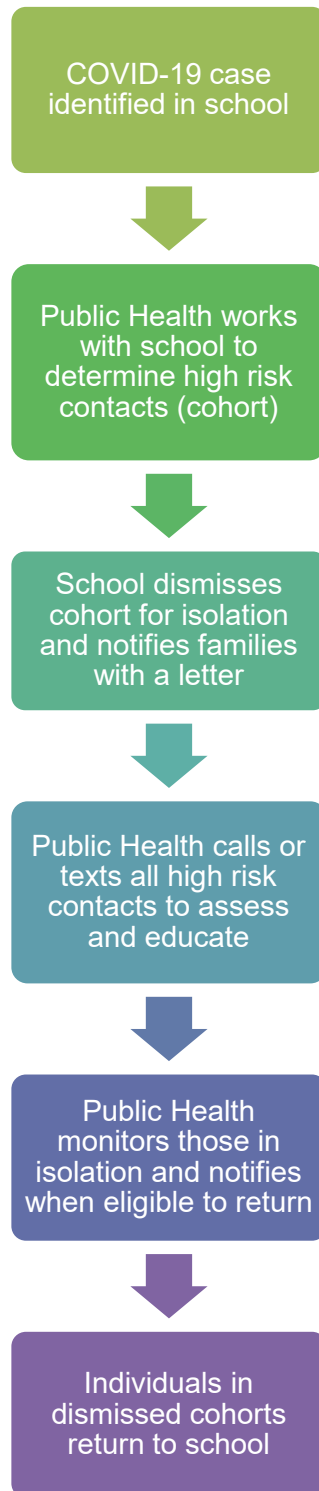 COVID-19 case
identified in school
Public Health works
with school to
determine high risk
contacts (cohort)
School dismisses
cohort for isolation
and notifies families
with a letter
Public Health calls or
texts all high risk
contacts to assess
and educate
Public Health
monitors those in
isolation and notifies
when eligible to return
Individuals in
dismissed cohorts
return to school